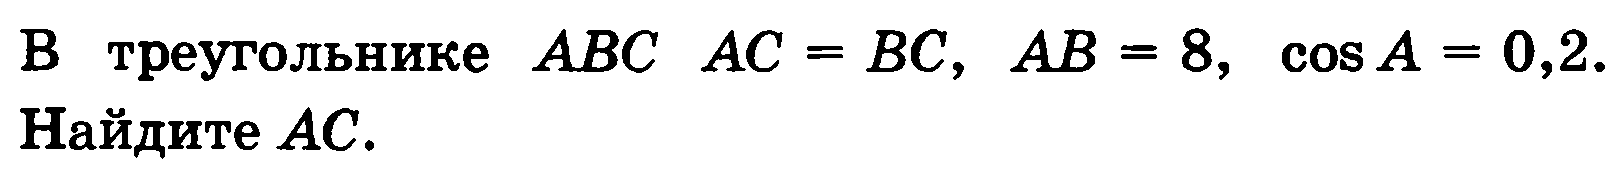 В треугольнике ABC AC = BC, AB = 8, cos A = 0,2.
Найдите AC.